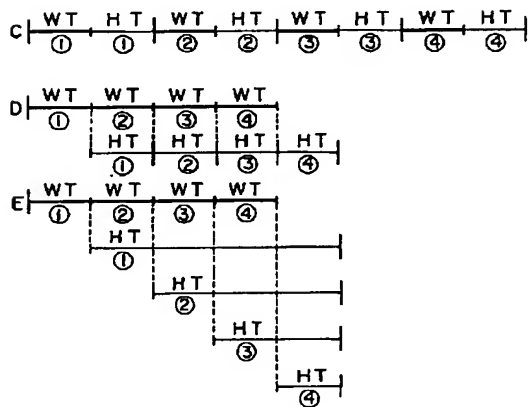 C WT HT WT HT WT HT WT HT
① ① ② ② ③ ③ ④ ④
D WT WT WT WT
① ② ③ ④
HT HT HT HT
① ② ③ ④
E WT WT WT WT
① ② ③ ④
HT
①
HT
②
HT
③
HT
④